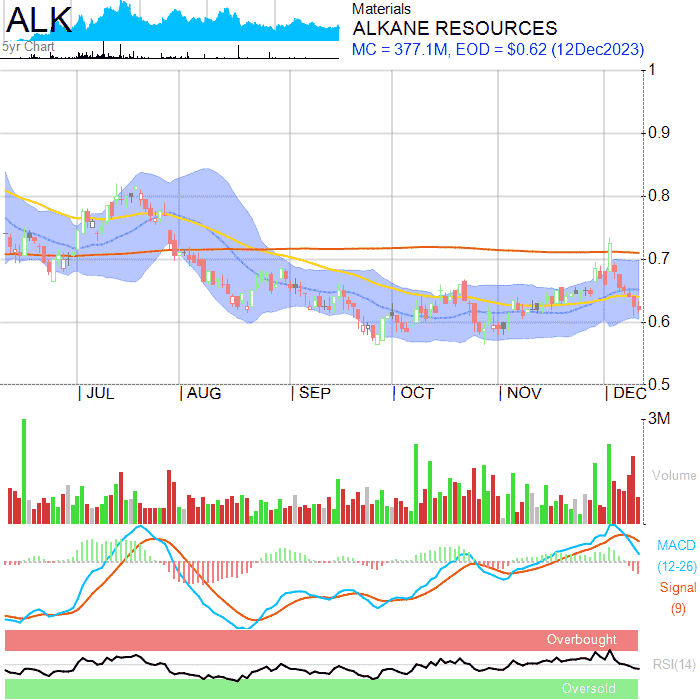 ALK
5yr Chart
Materials
ALKANE RESOURCES
MC = 377.1M, EOD = $0.62 (12Dec2023)
1
0.9
0.8
0.7
0.6
0.5
JUL AUG SEP OCT NOV DEC
3M
Volume
MACD
(12-26)
Signal
(9)
Overbought
RSI(14)
Oversold